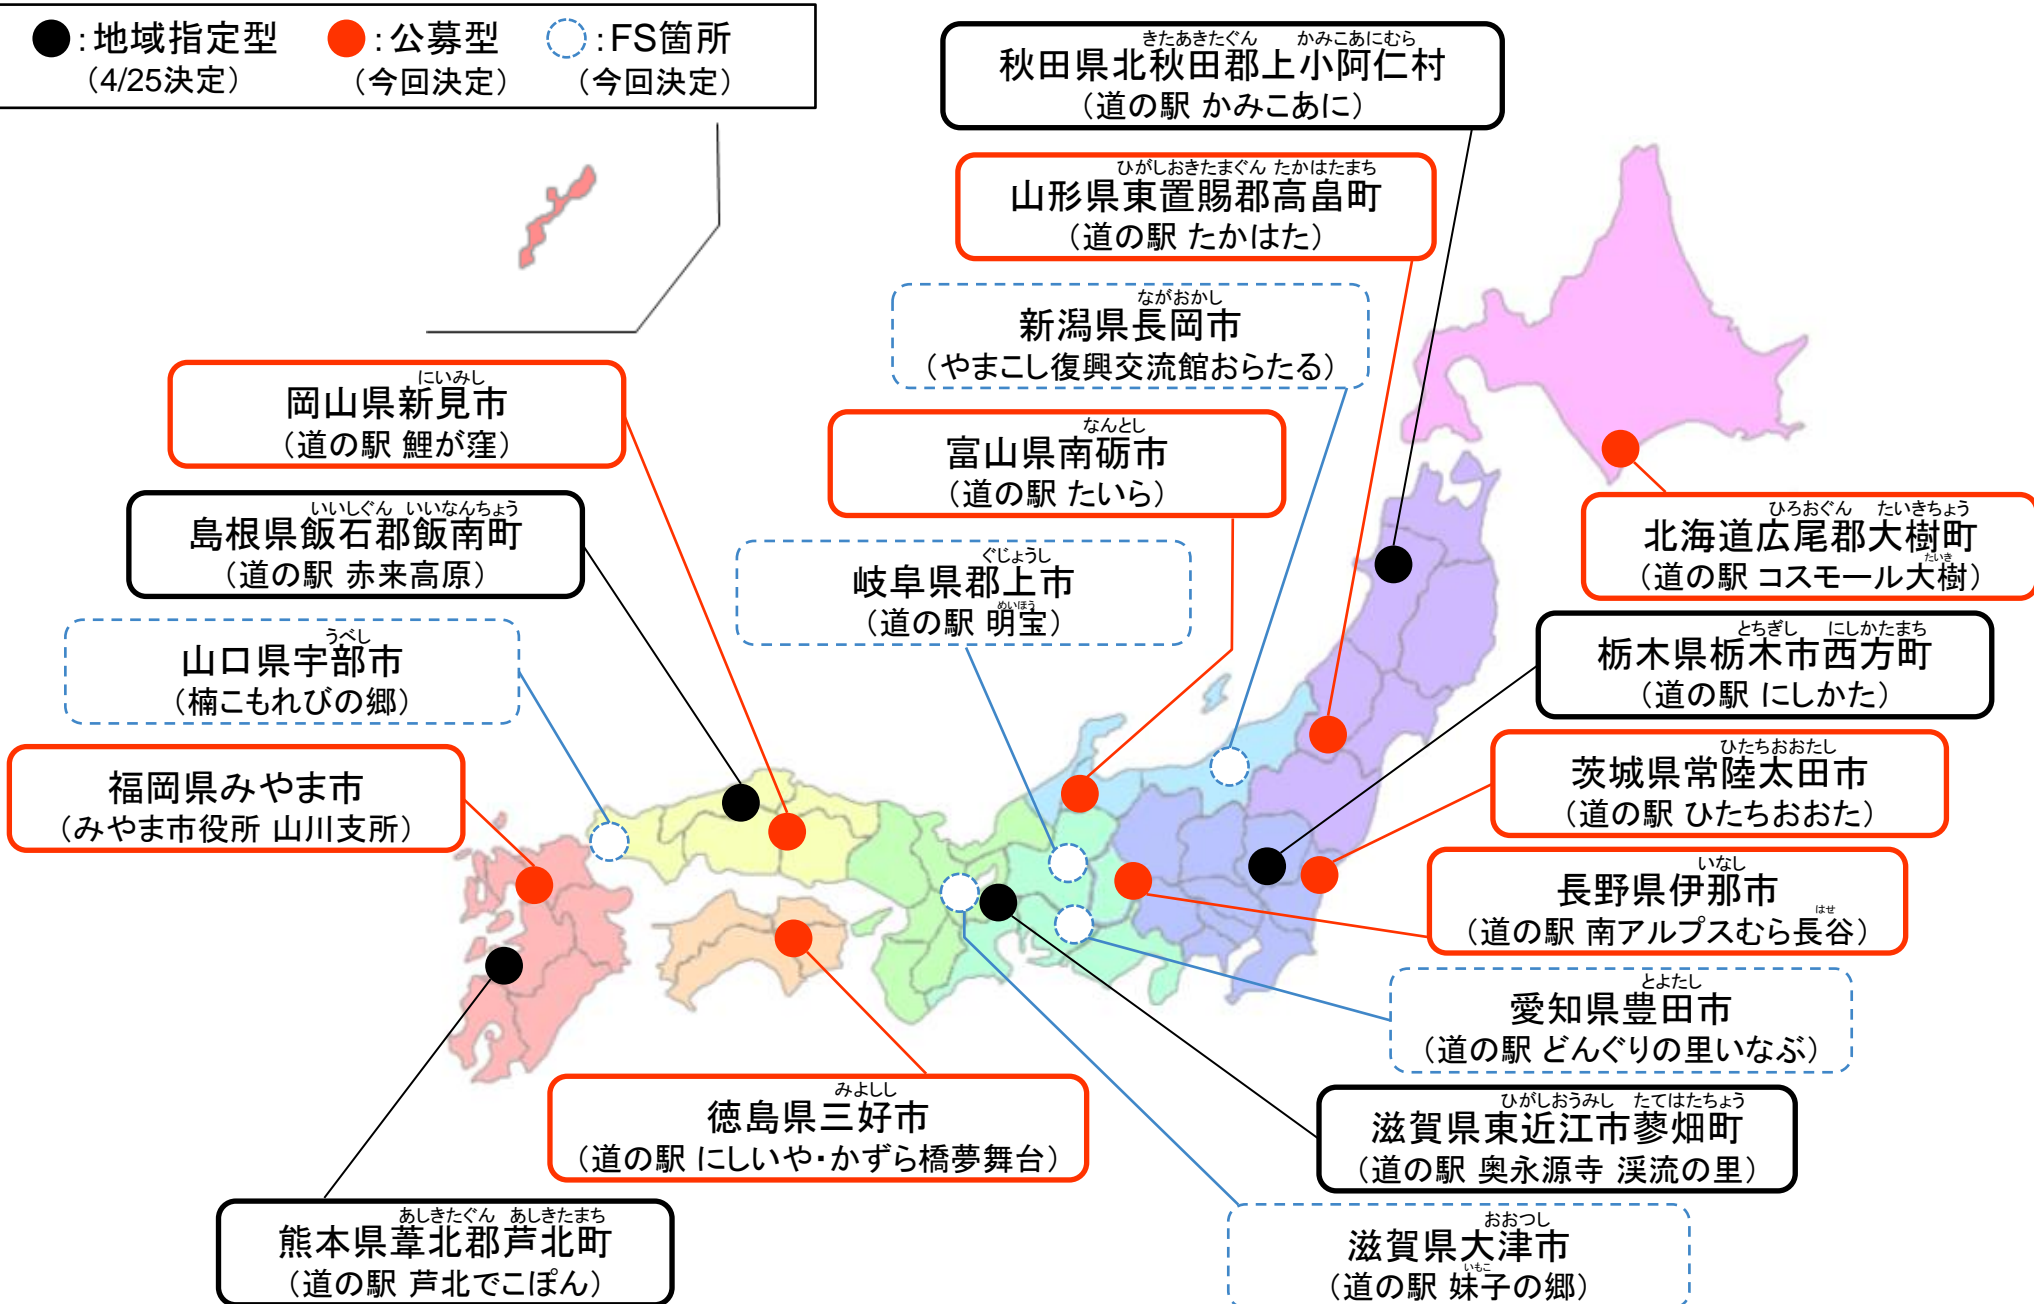 ●:地域指定型
(4/25決定)
●:公募型
(今回決定)
○:FS箇所
(今回決定)
きたあきたぐん かみこあにむら
秋田県北秋田郡上小阿仁村
(道の駅 かみこあに)
ひがしおきたまぐん たかはたまち
山形県東置賜郡高畠町
(道の駅 たかはた)
ながおかし
新潟県長岡市
(やまこし復興交流館おらたる)
にいみし
岡山県新見市
(道の駅 鯉が窪)
なんとし
富山県南砺市
(道の駅 たいら)
いいしぐん いいなんちょう
島根県飯石郡飯南町
(道の駅 赤来高原)
ぐじょうし
岐阜県郡上市
めいほう
(道の駅 明宝)
ひろおぐん たいきちょう
北海道広尾郡大樹町
たいき
(道の駅 コスモール大樹)
うべし
山口県宇部市
(楠こもれびの郷)
とちぎし にしかたまち
栃木県栃木市西方町
(道の駅 にしかた)
福岡県みやま市
(みやま市役所 山川支所)
ひたちおおたし
茨城県常陸太田市
(道の駅 ひたちおおた)
いなし
長野県伊那市
はせ
(道の駅 南アルプスむら長谷)
とよたし
愛知県豊田市
(道の駅 どんぐりの里いなぶ)
みよしし
徳島県三好市
(道の駅 にしいや・かずら橋夢舞台)
ひがしおうみし たてはたちょう
滋賀県東近江市蓼畑町
(道の駅 奥永源寺 渓流の里)
あしきたぐん あしきたまち
熊本県葦北郡芦北町
(道の駅 芦北でこぽん)
おおつし
滋賀県大津市
いもこ
(道の駅 妹子の郷)